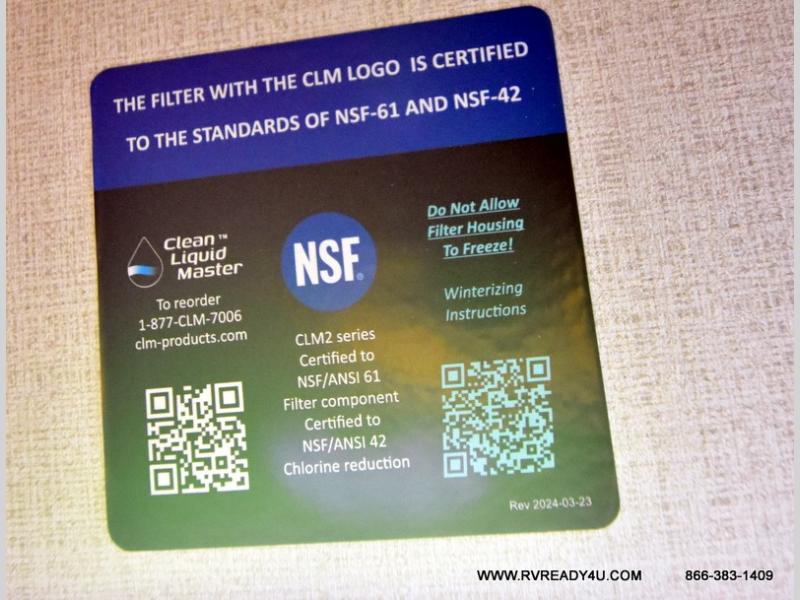 THE FILTER WITH THE CLM LOGO IS CERTIFIED
TO THE STANDARDS OF NSF-61 AND NSF-42
Clean ™
Liquid
Master
To reorder
1-877-CLM-7006
clm-products.com
NSF®
CLM2 series
Certified to
NSF/ANSI 61
Filter component
Certified to
NSF/ANSI 42
Chlorine reduction
Do Not Allow
Filter Housing
To Freeze!
Winterizing
Instructions
Rev 2024-03-23
WWW.RVREADY4U.COM 866-383-1409